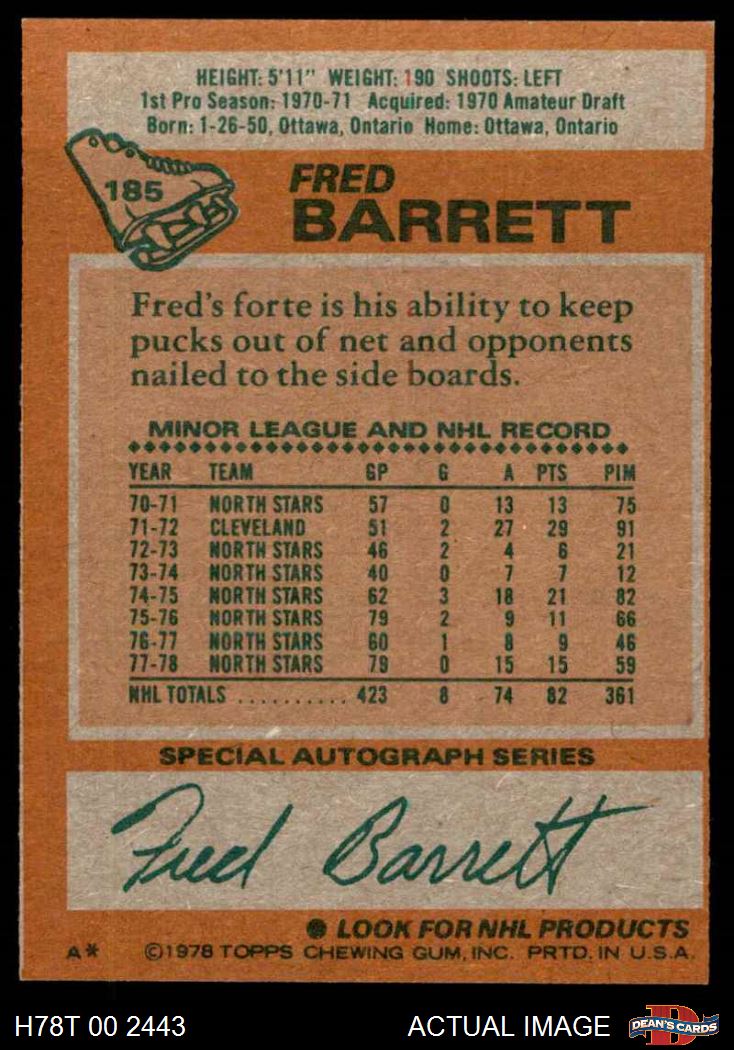 HEIGHT: 5'11" WEIGHT: 190 SHOOTS: LEFT
1st Pro Season: 1970-71 Acquired: 1970 Amateur Draft
Born: 1-26-50, Ottawa, Ontario Home: Ottawa, Ontario
185
FRED
BARRETT
Fred's forte is his ability to keep
pucks out of net and opponents
nailed to the side boards.
MINOR LEAGUE AND NHL RECORD
YEAR TEAM GP G A PTS PIM
70-71 NORTH STARS 57 0 13 13 75
71-72 CLEVELAND 51 2 27 29 91
72-73 NORTH STARS 46 2 4 6 21
73-74 NORTH STARS 40 0 7 7 12
74-75 NORTH STARS 62 3 18 21 82
75-76 NORTH STARS 79 2 9 11 66
76-77 NORTH STARS 60 1 8 9 46
77-78 NORTH STARS 79 0 15 15 59
NHL TOTALS .......... 423 8 74 82 361
SPECIAL AUTOGRAPH SERIES
Fred Barrett
● LOOK FOR NHL PRODUCTS
A* ©1978 TOPPS CHEWING GUM, INC. PRTD. IN U.S.A.
H78T 00 2443 ACTUAL IMAGE D DEAN'S CARDS